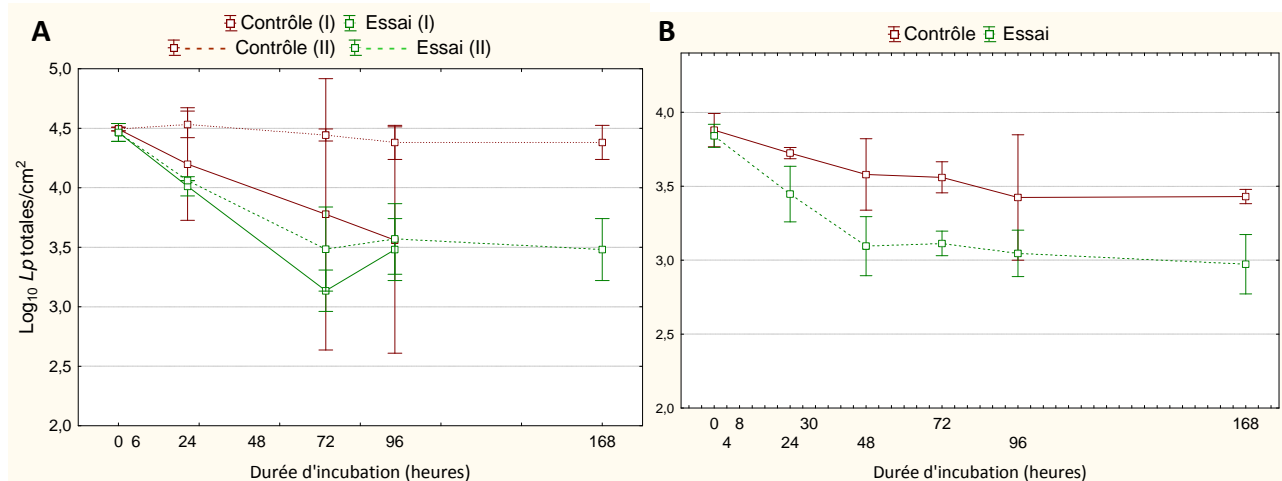 A
Contrôle (I) Essai (I)
Contrôle (II) Essai (II)
5,0
4,5
4,0
3,5
3,0
2,5
2,0
Log10 Lp totales/cm2
0 6 24 48 72 96 168
Durée d'incubation (heures)
B
Contrôle Essai
4,0
3,5
3,0
2,5
2,0
0 8 30 72 168
4 24 48 96
Durée d'incubation (heures)